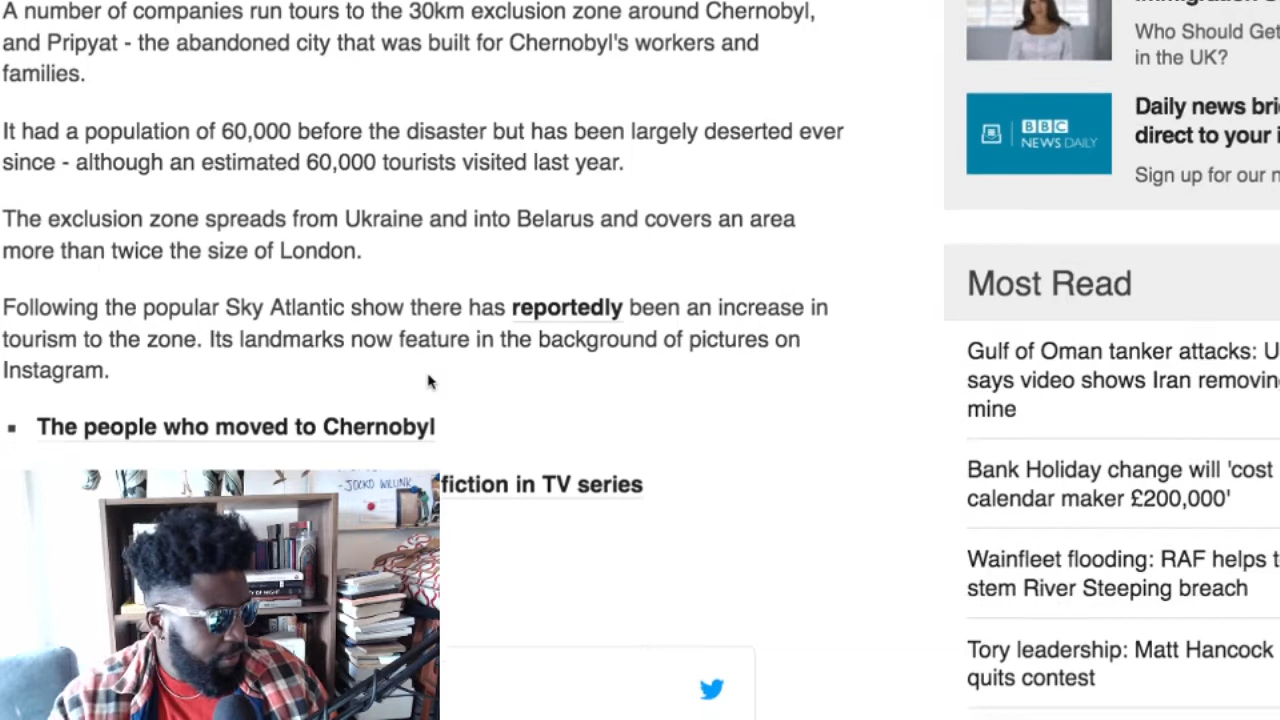 A number of companies run tours to the 30km exclusion zone around Chernobyl,
and Pripyat - the abandoned city that was built for Chernobyl's workers and
families.
It had a population of 60,000 before the disaster but has been largely deserted ever
since - although an estimated 60,000 tourists visited last year.
The exclusion zone spreads from Ukraine and into Belarus and covers an area
more than twice the size of London.
Following the popular Sky Atlantic show there has reportedly been an increase in
tourism to the zone. Its landmarks now feature in the background of pictures on
Instagram.
The people who moved to Chernobyl
fiction in TV series
- JOCKO WILLINK
Who Should Get
in the UK?
BBC
NEWS DAILY
Daily news bri
direct to your i
Sign up for our n
Most Read
Gulf of Oman tanker attacks: U
says video shows Iran removing
mine
Bank Holiday change will 'cost
calendar maker £200,000'
Wainfleet flooding: RAF helps t
stem River Steeping breach
Tory leadership: Matt Hancock
quits contest